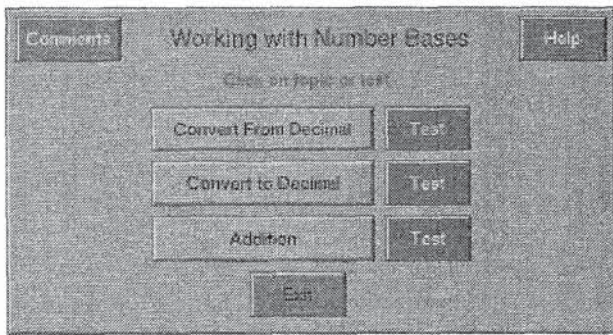 Comments Working with Number Bases Help
Click on topic or test
Convert From Decimal Test
Convert to Decimal Test
Addition Test
Exit